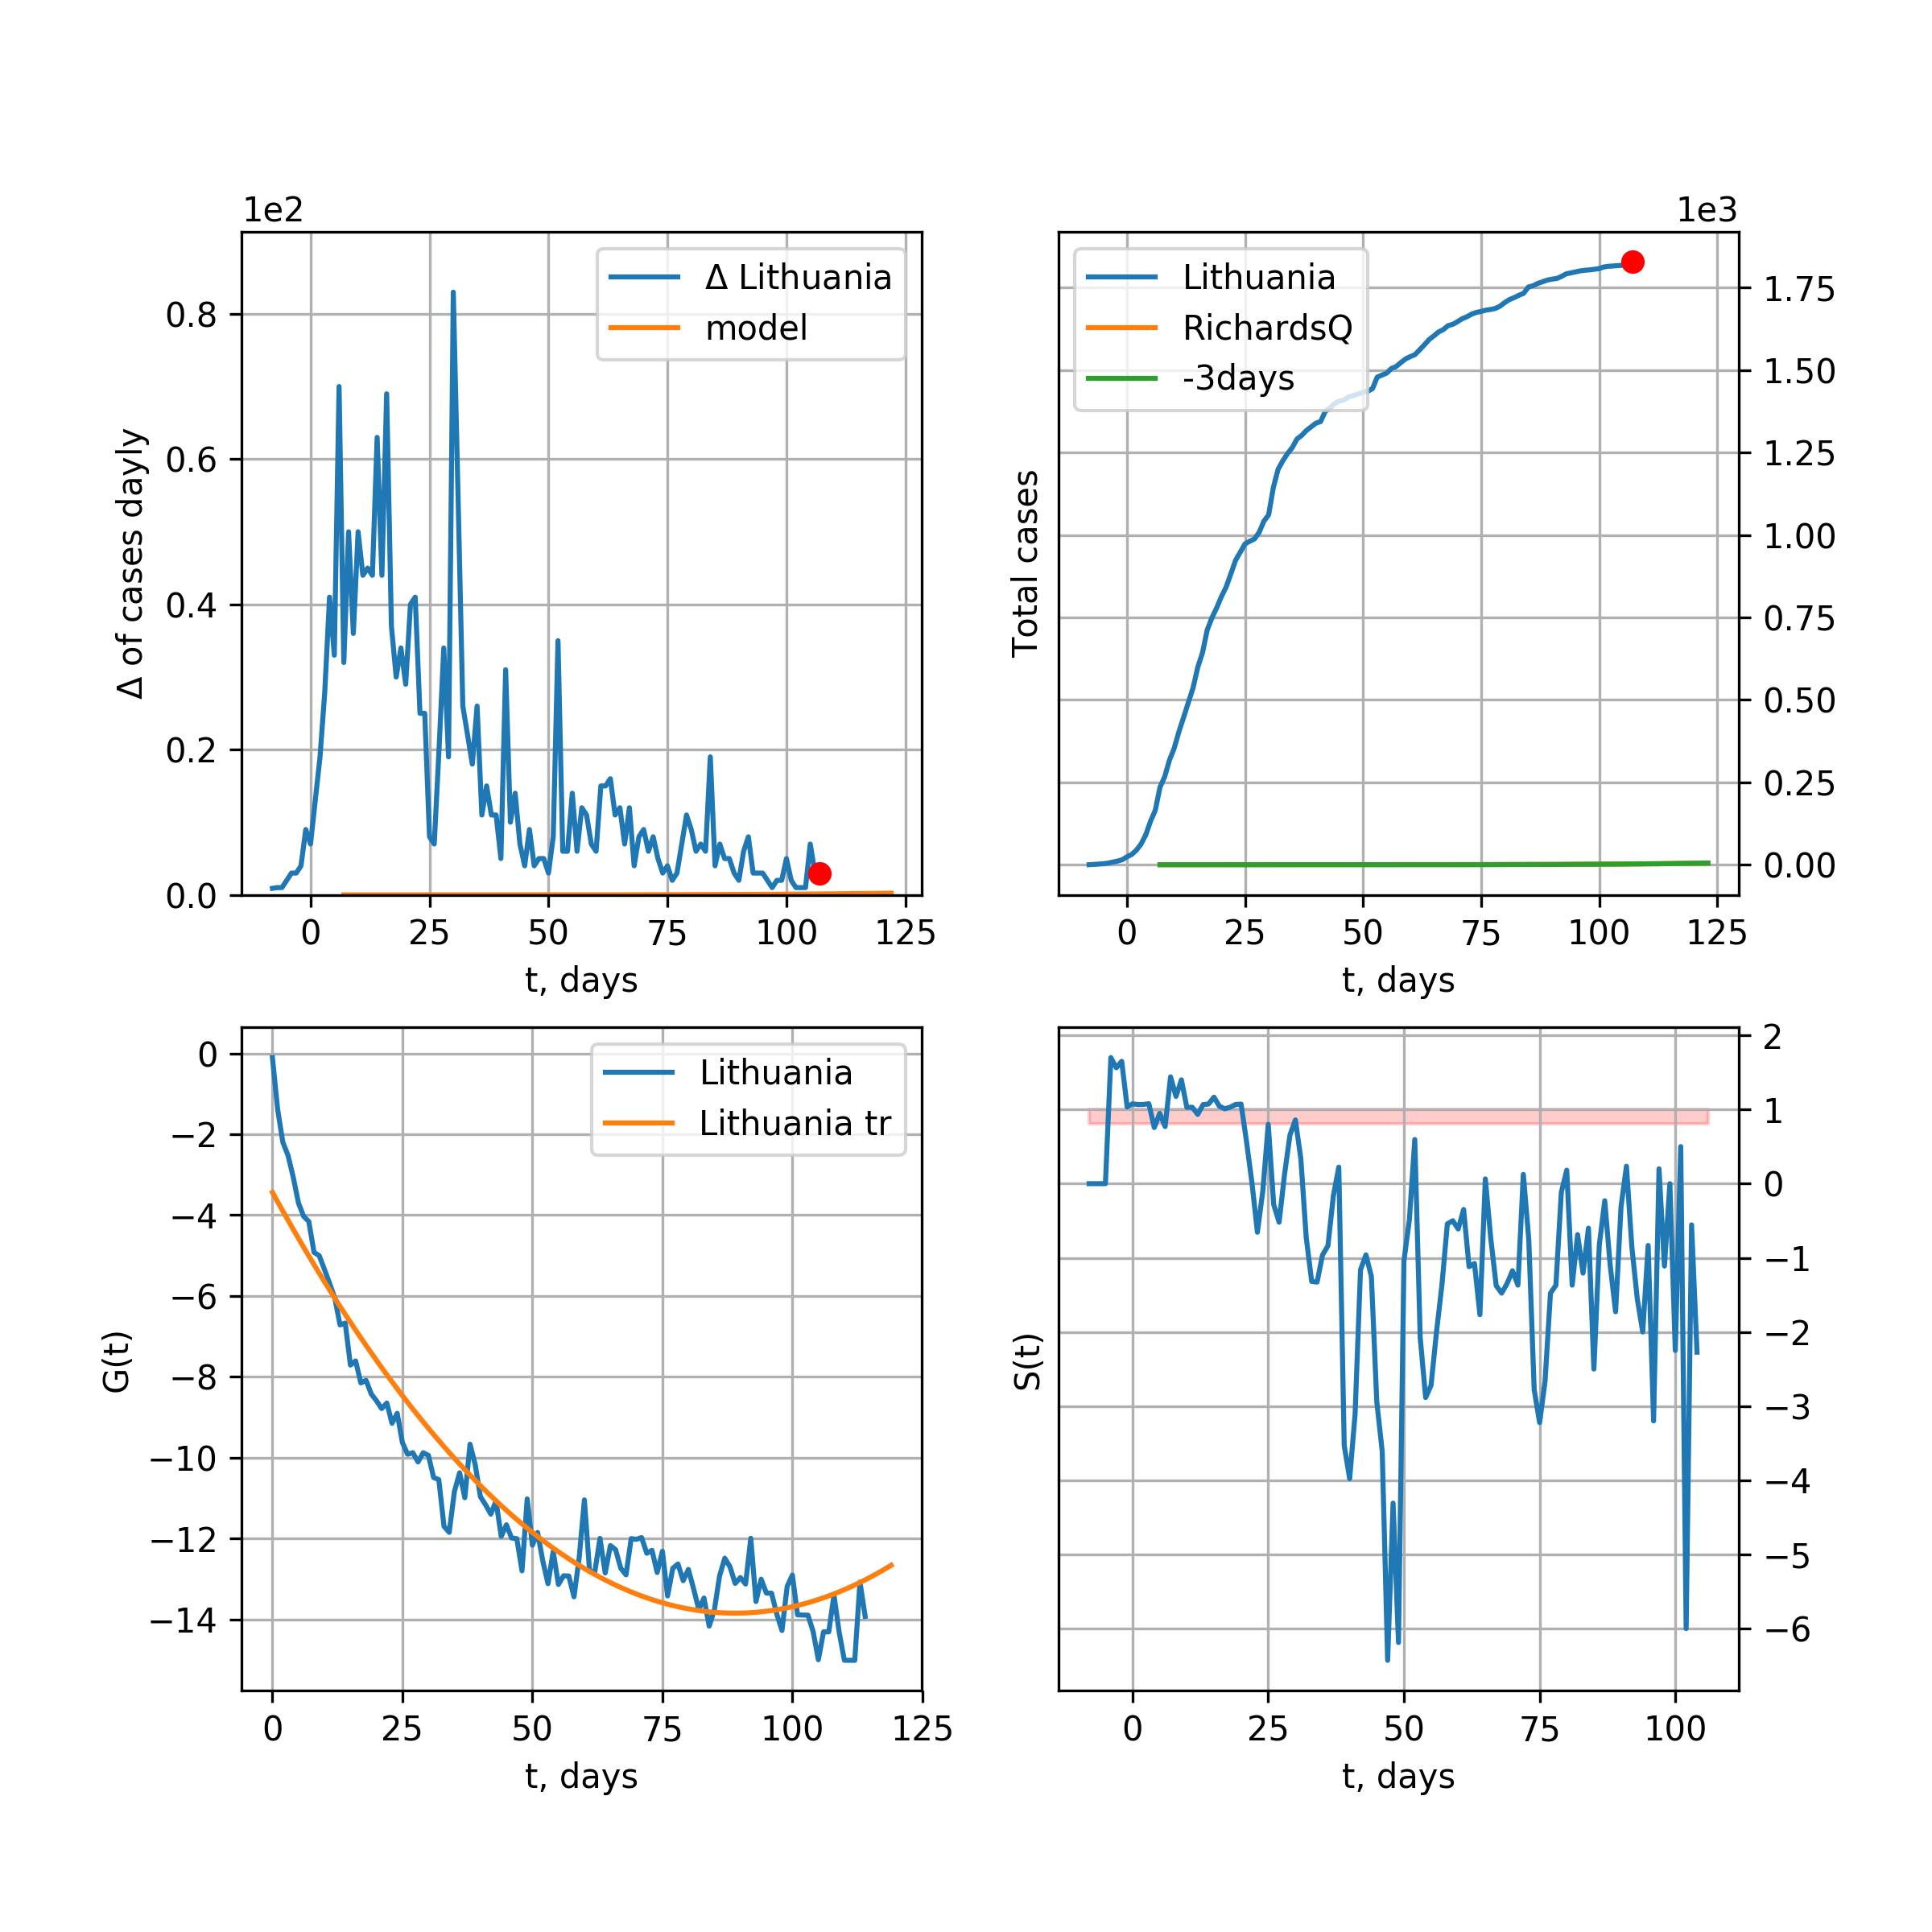 1e2
Δ of cases dayly
0.8
0.6
0.4
0.2
0.0
Δ Lithuania
model
0 25 50 75 100 125
t, days
1e3
Total cases
Lithuania
RichardsQ
-3days
1.75
1.50
1.25
1.00
0.75
0.50
0.25
0.00
0 25 50 75 100 125
t, days
G(t)
0
−2
−4
−6
−8
−10
−12
−14
Lithuania
Lithuania tr
0 25 50 75 100 125
t, days
S(t)
2
1
0
−1
−2
−3
−4
−5
−6
0 25 50 75 100
t, days